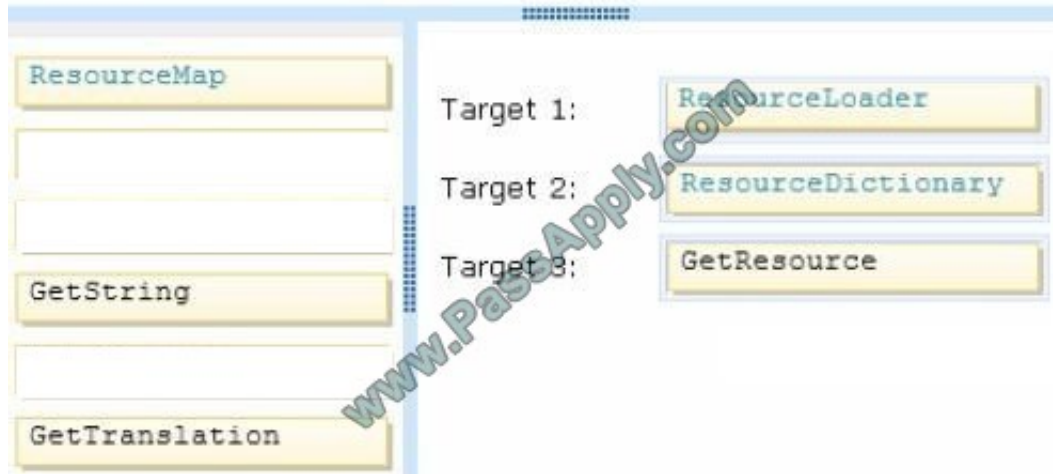 ResourceMap
GetString
GetTranslation
Target 1: ResourceLoader
Target 2: ResourceDictionary
Target 3: GetResource
www.PassApply.com